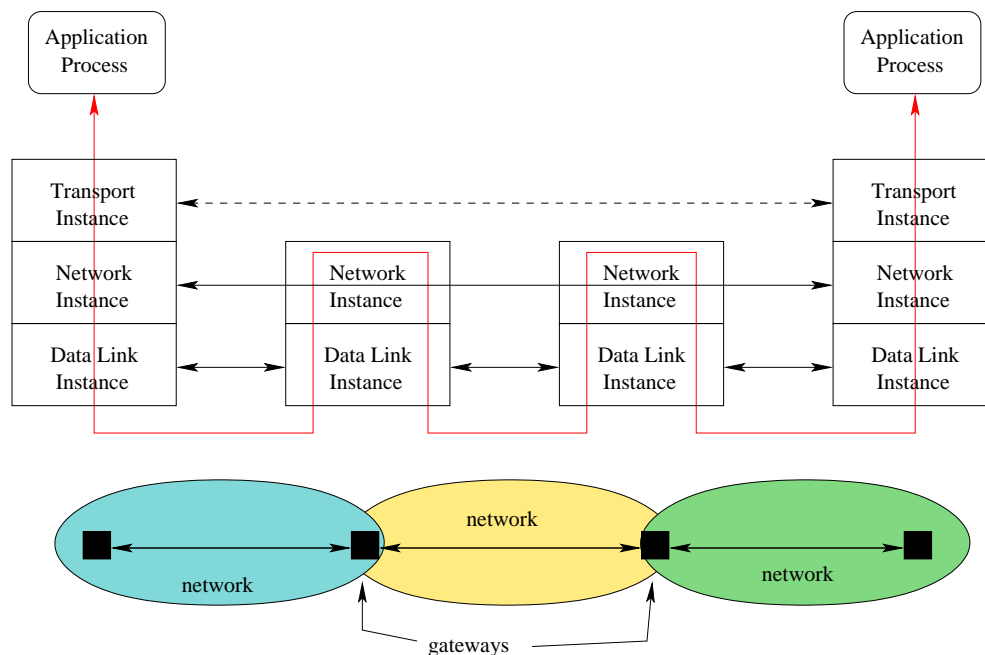 Application
Process
Application
Process
Transport
Instance
Transport
Instance
Network
Instance
Network
Instance
Network
Instance
Network
Instance
Data Link
Instance
Data Link
Instance
Data Link
Instance
Data Link
Instance
network
network
network
gateways